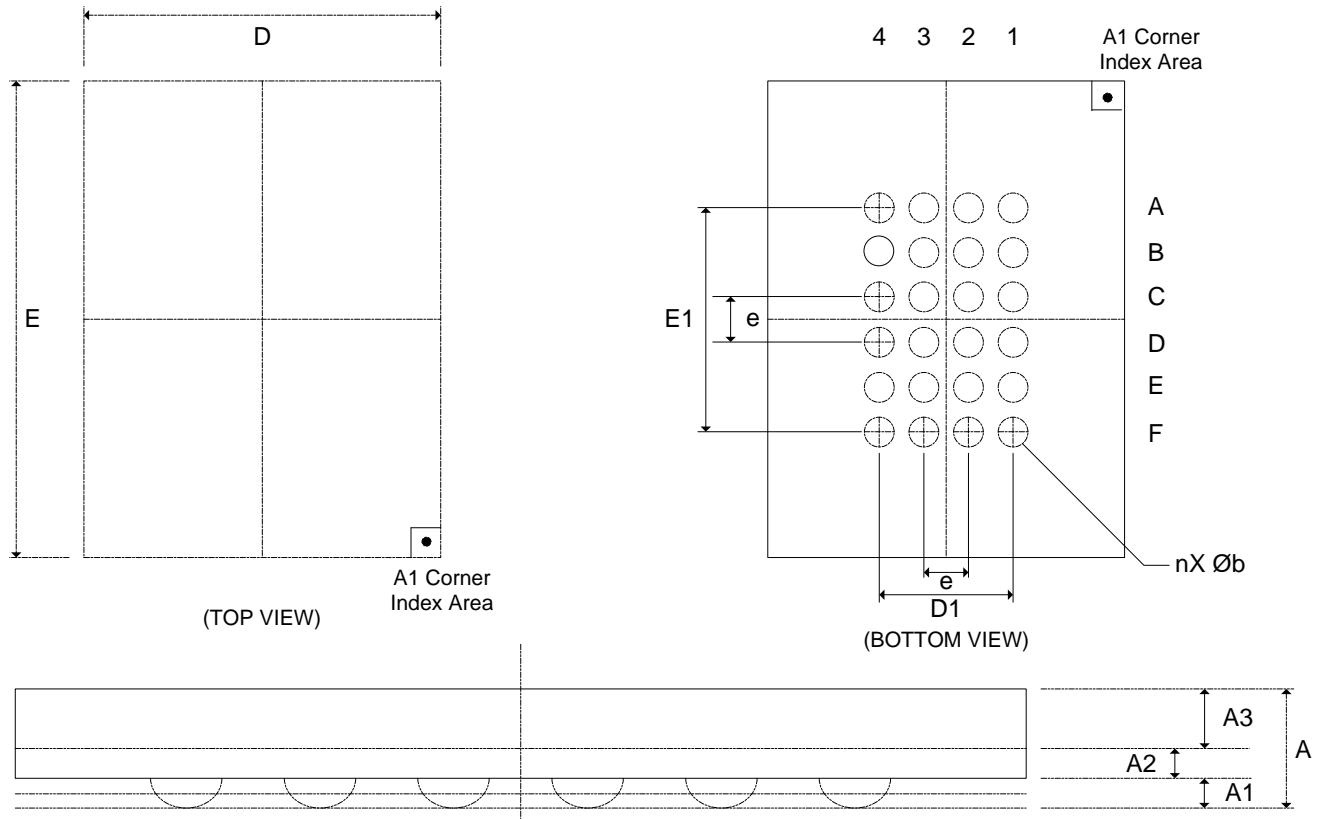 D
E
A1 Corner
Index Area
(TOP VIEW)
4 3 2 1
A1 Corner
Index Area
A
B
C
D
E
F
E1
e
nX Øb
e
D1
(BOTTOM VIEW)
A3
A
A2
A1